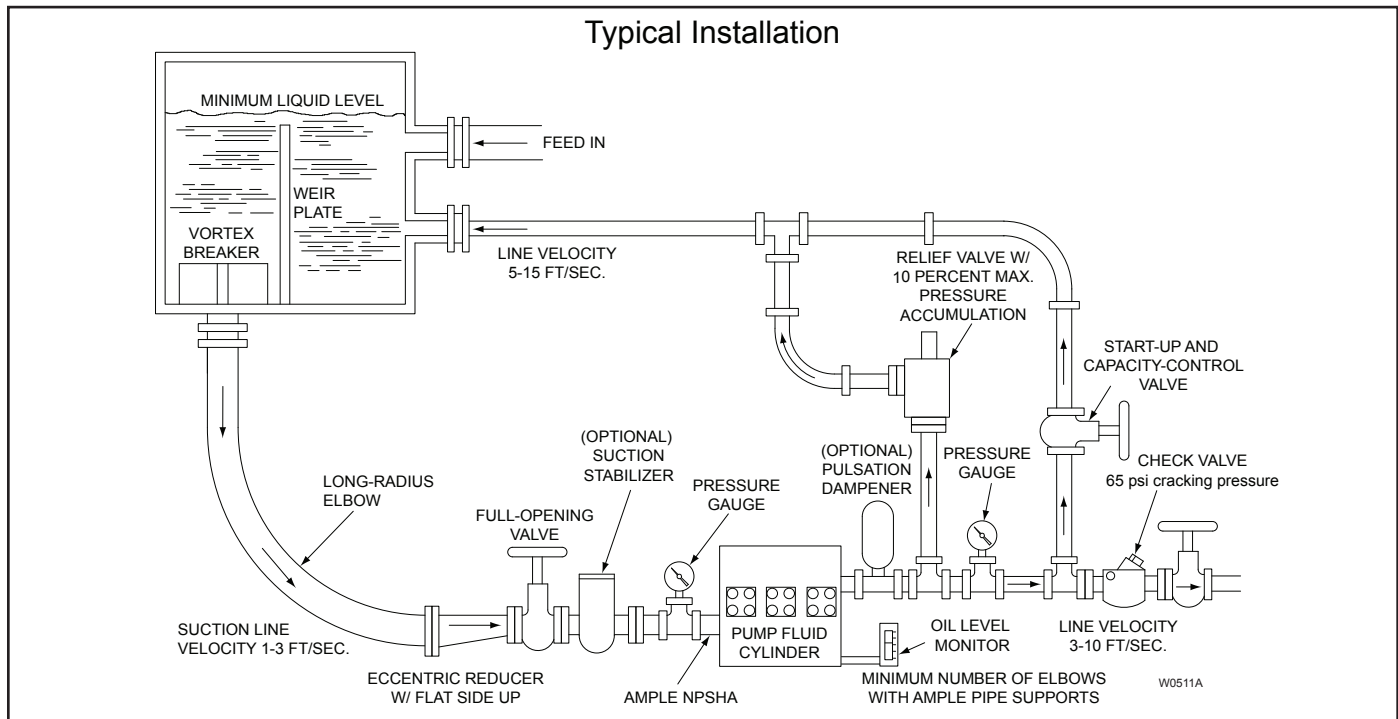 Typical Installation
MINIMUM LIQUID LEVEL
FEED IN
WEIR
PLATE
VORTEX
BREAKER
LINE VELOCITY
5-15 FT/SEC.
RELIEF VALVE W/
10 PERCENT MAX.
PRESSURE
ACCUMULATION
START-UP AND
CAPACITY-CONTROL
VALVE
(OPTIONAL)
SUCTION
STABILIZER
(OPTIONAL)
PULSATION
DAMPENER
PRESSURE
GAUGE
CHECK VALVE
65 psi cracking pressure
LONG-RADIUS
ELBOW
FULL-OPENING
VALVE
PRESSURE
GAUGE
SUCTION LINE
VELOCITY 1-3 FT/SEC.
PUMP FLUID
CYLINDER
OIL LEVEL
MONITOR
LINE VELOCITY
3-10 FT/SEC.
ECCENTRIC REDUCER
W/ FLAT SIDE UP
AMPLE NPSHA
MINIMUM NUMBER OF ELBOWS
WITH AMPLE PIPE SUPPORTS
W0511A